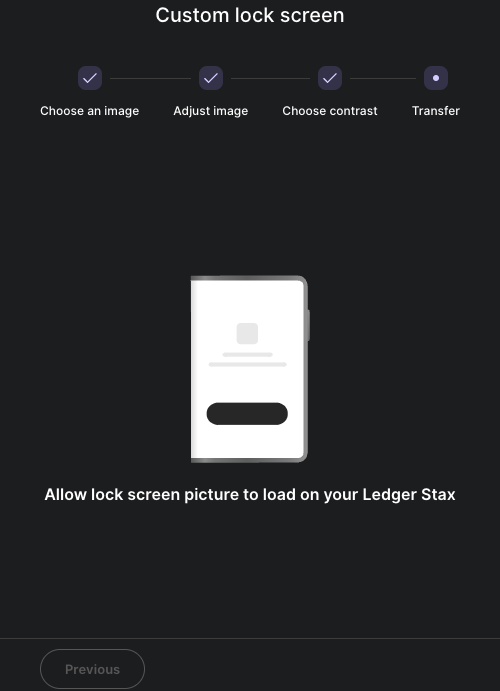 Custom lock screen
Choose an image
Adjust image
Choose contrast
Transfer
Allow lock screen picture to load on your Ledger Stax
Previous